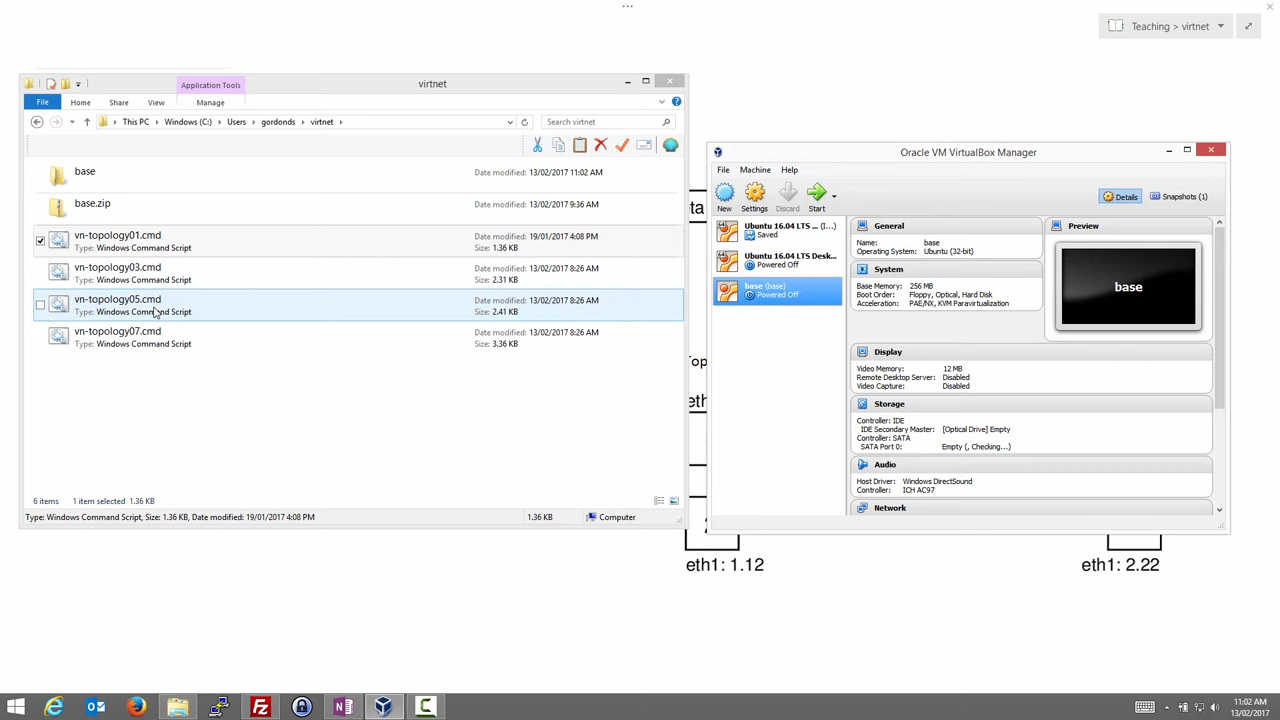 Teaching > virtnet
Application Tools
virtnet
File
Home
Share
View
Manage
This PC
Windows (C:)
Users
gordonds
virtnet
Search virtnet
base
Date modified: 13/02/2017 11:02 AM
base.zip
Date modified: 13/02/2017 9:36 AM
vn-topology01.cmd
Type: Windows Command Script
Date modified: 19/01/2017 4:08 PM
Size: 1.36 KB
vn-topology03.cmd
Type: Windows Command Script
Date modified: 13/02/2017 8:26 AM
Size: 2.31 KB
vn-topology05.cmd
Type: Windows Command Script
Date modified: 13/02/2017 8:26 AM
Size: 2.41 KB
vn-topology07.cmd
Type: Windows Command Script
Date modified: 13/02/2017 8:26 AM
Size: 3.36 KB
6 items
1 item selected 1.36 KB
Type: Windows Command Script, Size: 1.36 KB, Date modified: 19/01/2017 4:08 PM
1.36 KB
Computer
Oracle VM VirtualBox Manager
File
Machine
Help
New
Settings
Discard
Start
Details
Snapshots (1)
Ubuntu 16.04 LTS ... (I...)
Saved
Ubuntu 16.04 LTS Desk...
Powered Off
base (base)
Powered Off
General
Name: base
Operating System: Ubuntu (32-bit)
System
Base Memory: 256 MB
Boot Order: Floppy, Optical, Hard Disk
Acceleration: PAE/NX, KVM Paravirtualization
Preview
base
Display
Video Memory: 12 MB
Remote Desktop Server: Disabled
Video Capture: Disabled
Storage
Controller: IDE
IDE Secondary Master: [Optical Drive] Empty
Controller: SATA
SATA Port 0: Empty (, Checking...)
Audio
Host Driver: Windows DirectSound
Controller: ICH AC97
Network
eth1: 1.12
eth1: 2.22
11:02 AM
13/02/2017